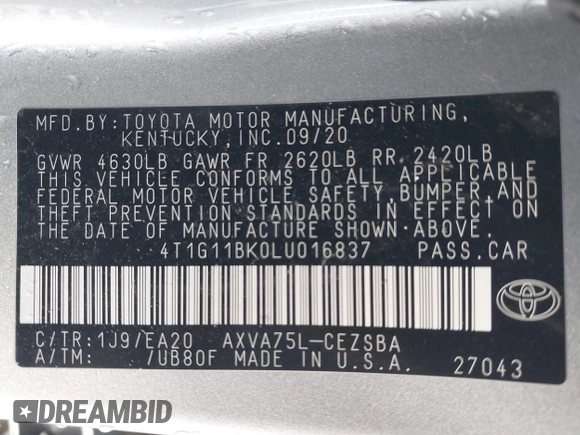 MFD.BY:TOYOTA MOTOR MANUFACTURING,
KENTUCKY,INC.09/20
GVWR 4630LB GAWR FR 2620LB RR 2420LB
THIS VEHICLE CONFORMS TO ALL APPLICABLE
FEDERAL MOTOR VEHICLE SAFETY,BUMPER,AND
THEFT PREVENTION STANDARDS IN EFFECT ON
THE DATE OF MANUFACTURE SHOWN ABOVE.
4T1G11BK0LU016837 PASS.CAR
C/TR:1J9/EA20 AXVA75L-CEZSBA
A/TM: /UB80F MADE IN U.S.A. 27043
DREAMBID